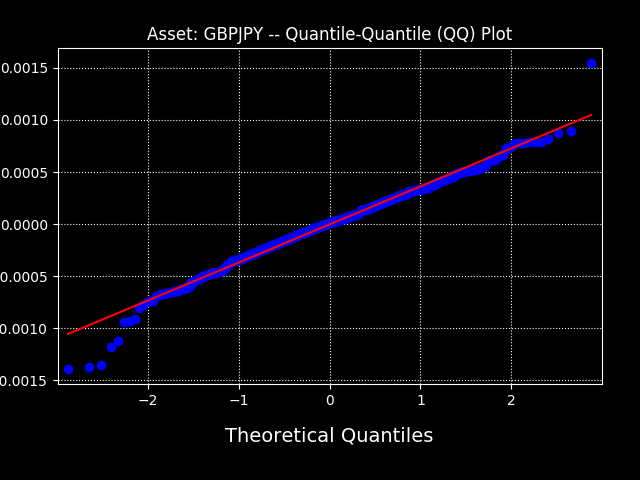 Asset: GBPJPY -- Quantile-Quantile (QQ) Plot
0.0015
0.0010
0.0005
0.0000
0.0005
0.0010
0.0015
−2 −1 0 1 2
Theoretical Quantiles